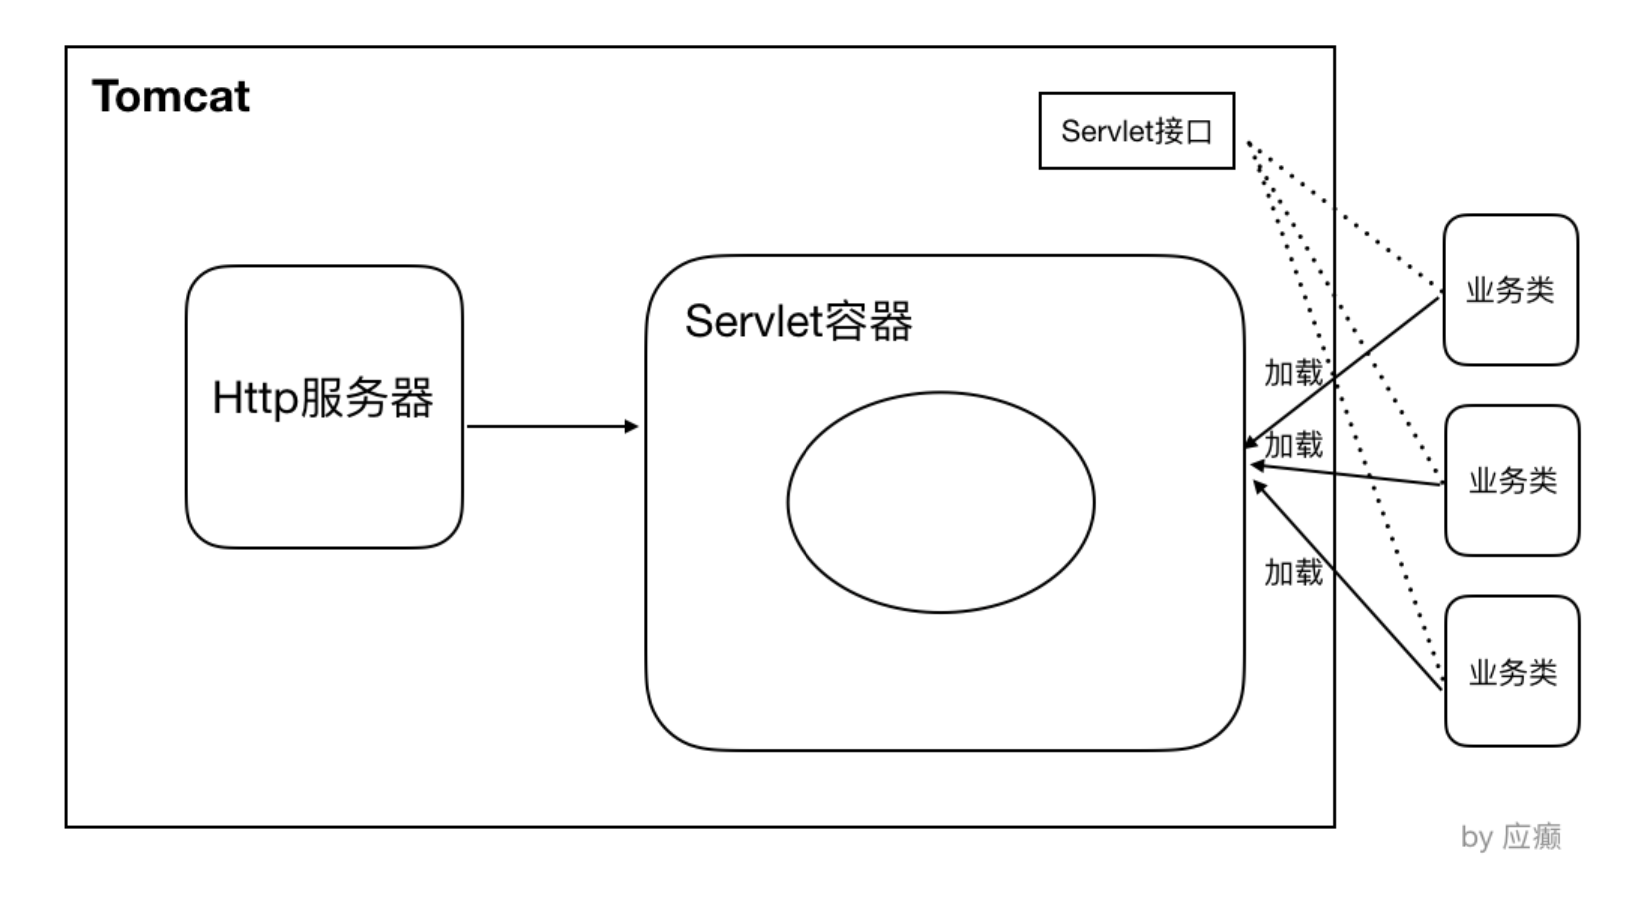 Tomcat
Servlet接口
业务类
Servlet容器
Http服务器
加载
加载
业务类
加载
业务类
by 应癫